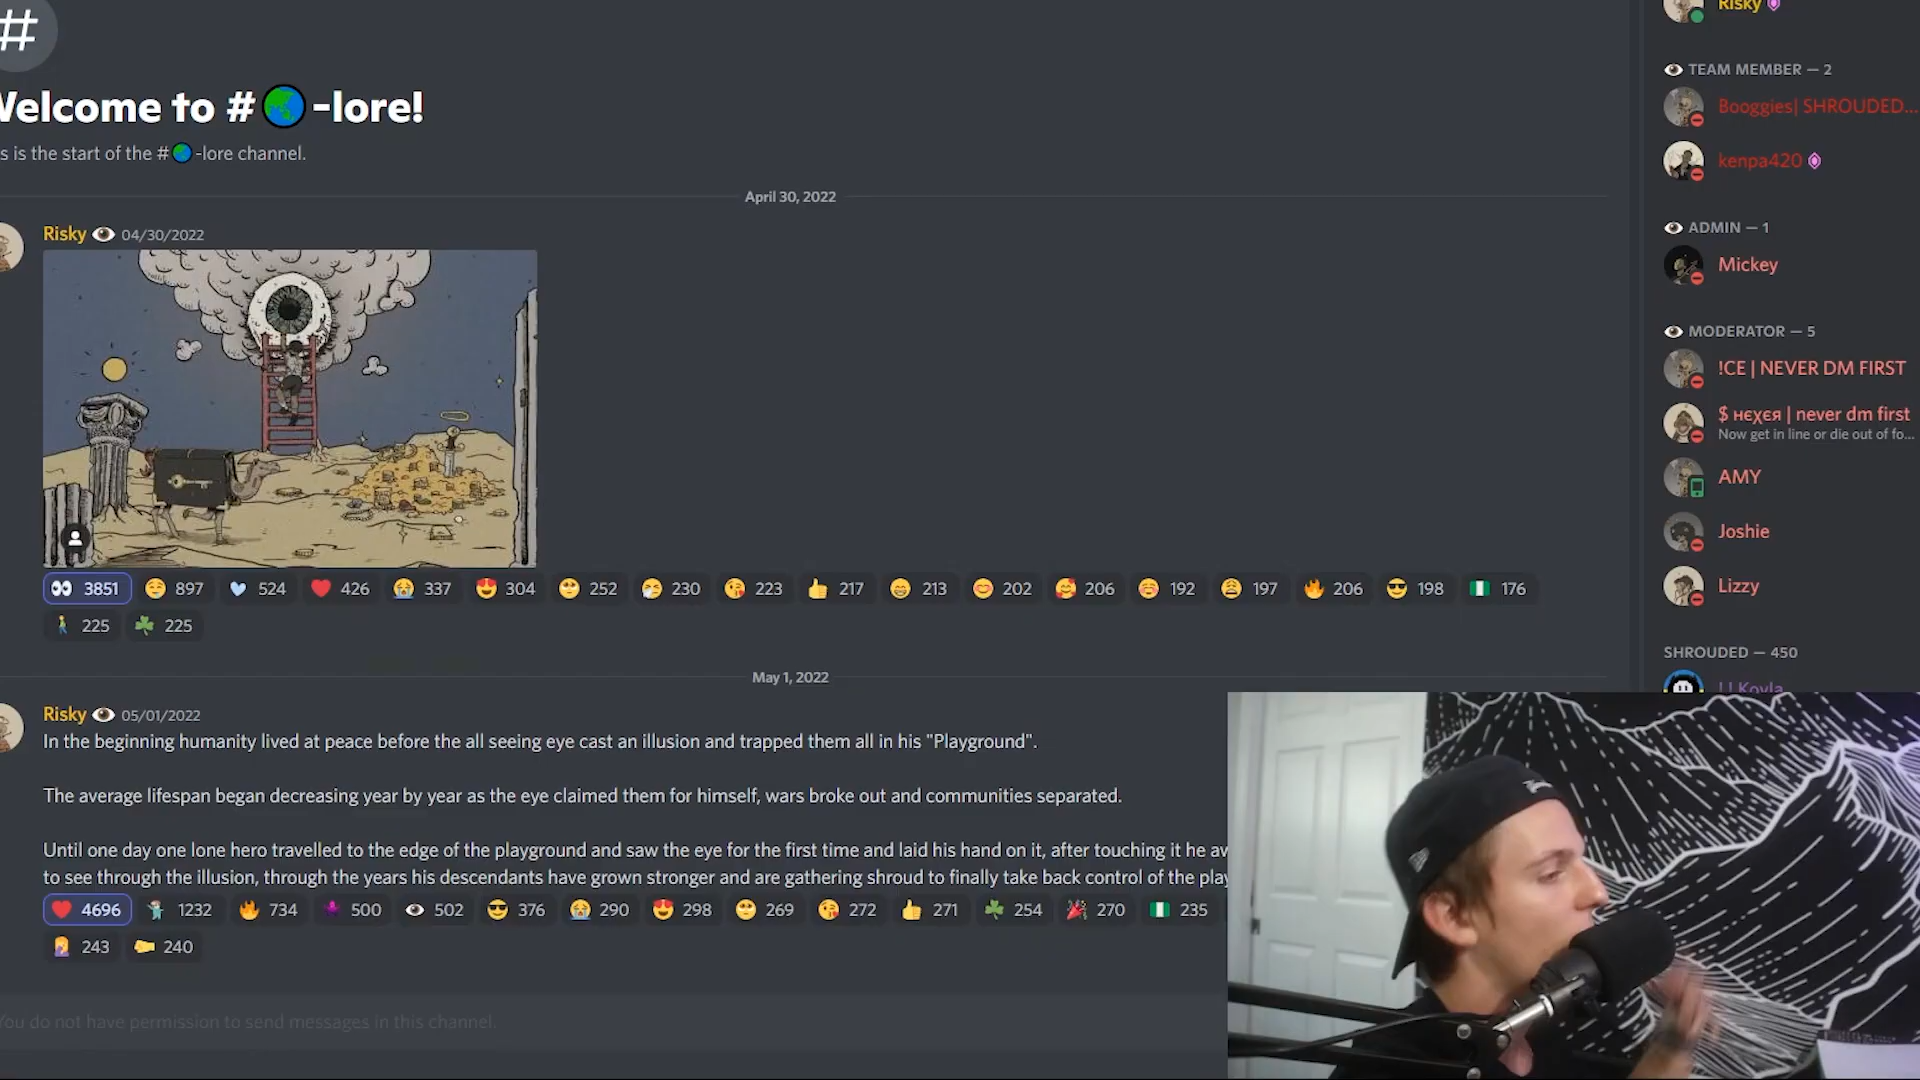 #
Welcome to #-lore!
s is the start of the #-lore channel.
April 30, 2022
Risky 04/30/2022
3851 897 524 426 337 304 252 230 223 217 213 202 206 192 197 206 198 176
225 225
May 1, 2022
Risky 05/01/2022
In the beginning humanity lived at peace before the all seeing eye cast an illusion and trapped them all in his "Playground".
The average lifespan began decreasing year by year as the eye claimed them for himself, wars broke out and communities separated.
Until one day one lone hero travelled to the edge of the playground and saw the eye for the first time and laid his hand on it, after touching it he aw
to see through the illusion, through the years his descendants have grown stronger and are gathering shroud to finally take back control of the play
4696 1232 734 500 502 376 290 298 269 272 271 254 270 235
243 240
You do not have permission to send messages in this channel.
Risky
TEAM MEMBER — 2
Booggies| SHROUDED...
kenpa420
ADMIN — 1
Mickey
MODERATOR — 5
!CE | NEVER DM FIRST
$ нєχєя | never dm first
Now get in line or die out of fo...
AMY
Joshie
Lizzy
SHROUDED — 450
! ! Koyla